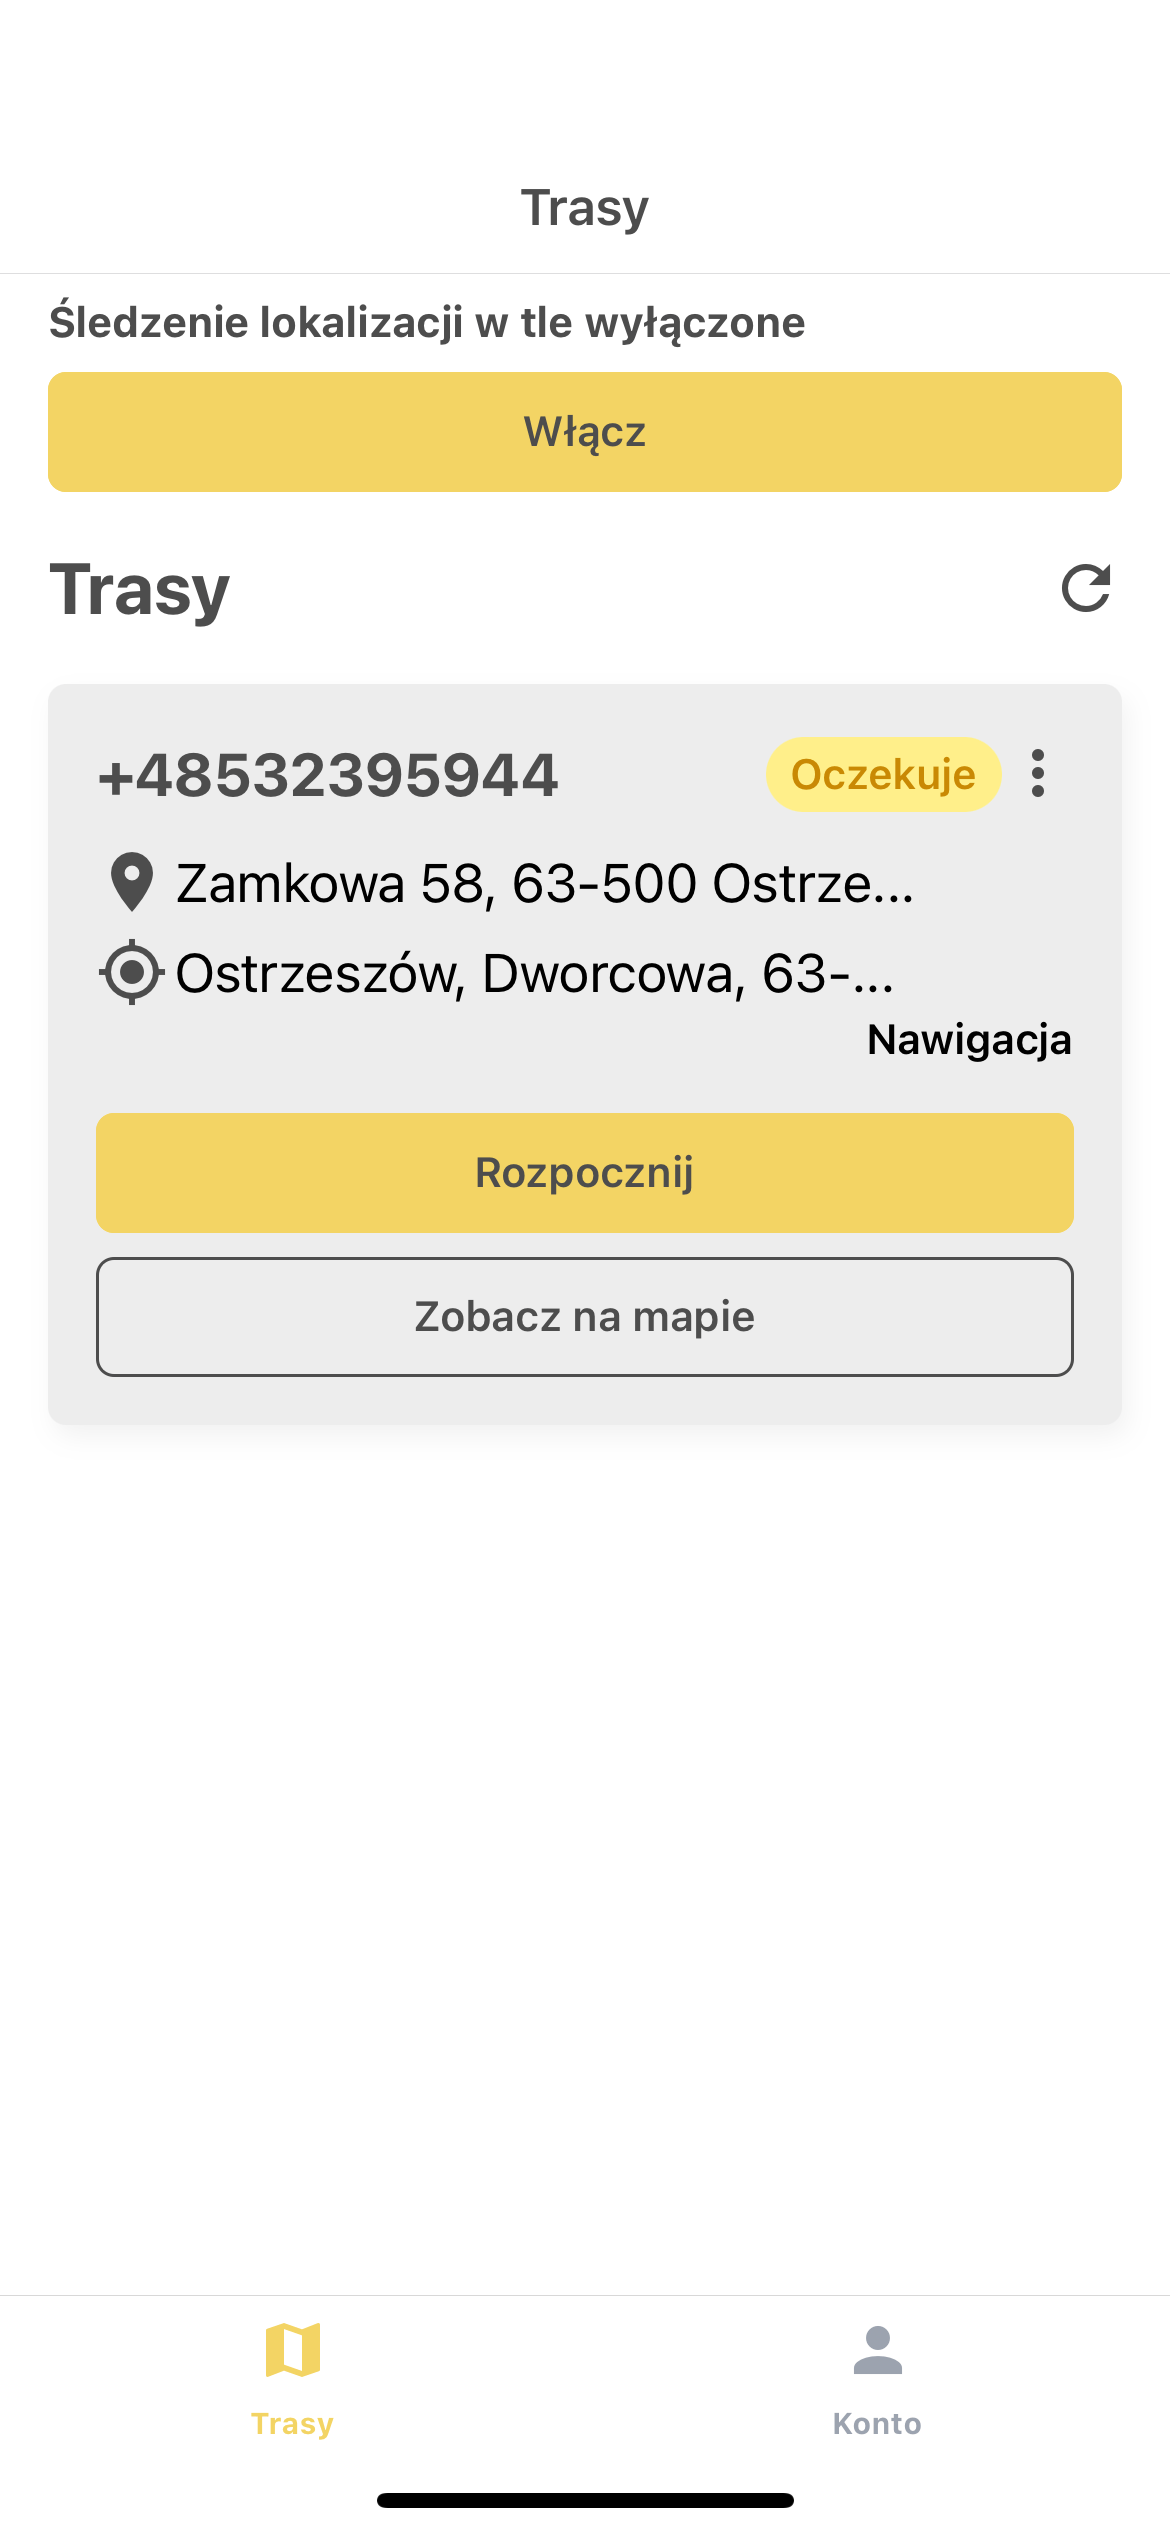 Trasy
Śledzenie lokalizacji w tle wyłączone
Włącz
Trasy
+48532395944
Oczekuje
Zamkowa 58, 63-500 Ostrze...
Ostrzeszów, Dworcowa, 63-...
Nawigacja
Rozpocznij
Zobacz na mapie
Trasy
Konto